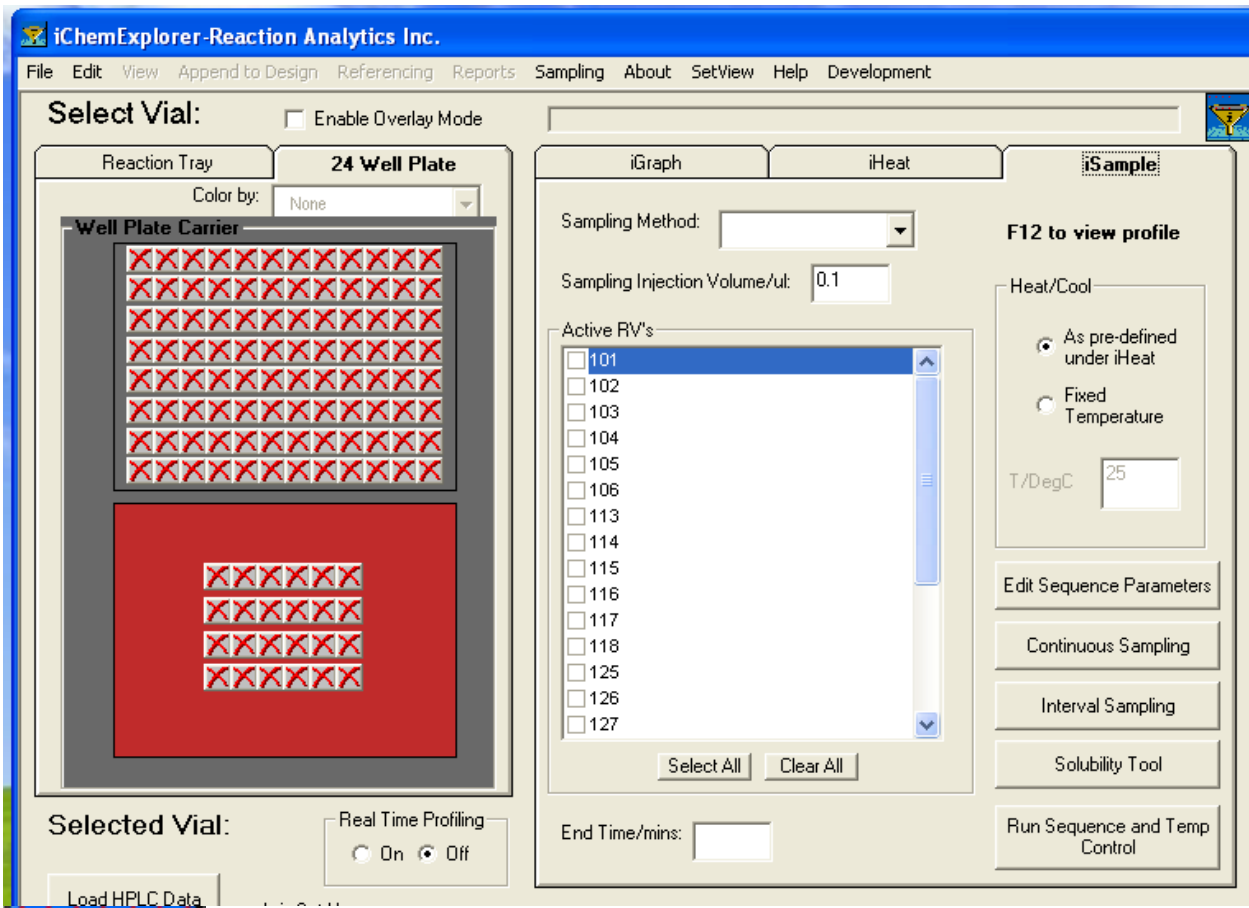 iChemExplorer-Reaction Analytics Inc.
File Edit View Append to Design Referencing Reports Sampling About SetView Help Development
Select Vial:
Enable Overlay Mode
Reaction Tray
24 Well Plate
Color by:
None
Well Plate Carrier
iGraph
iHeat
iSample
Sampling Method:
F12 to view profile
Sampling Injection Volume/ul:
0.1
Active RV's
101
102
103
104
105
106
113
114
115
116
117
118
125
126
127
Select All
Clear All
End Time/mins:
Heat/Cool
As pre-defined
under iHeat
Fixed
Temperature
T/DegC
25
Edit Sequence Parameters
Continuous Sampling
Interval Sampling
Solubility Tool
Run Sequence and Temp
Control
Selected Vial:
Real Time Profiling
On
Off
Load HPLC Data